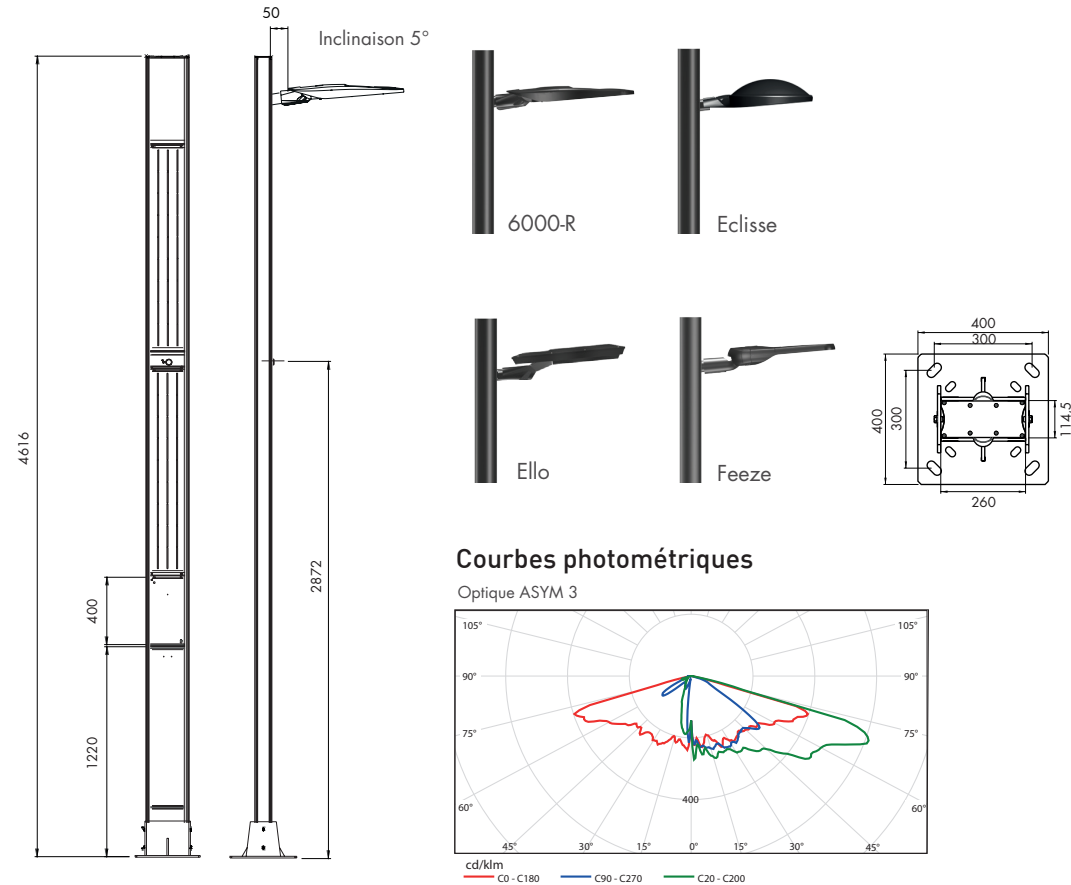 50
Inclinaison 5°
4616
400
1220
2872
6000-R
Eclisse
Ello
Feeze
400
300
400
300
114.5
260
Courbes photométriques
Optique ASYM 3
105°
105°
90°
90°
75°
75°
60°
60°
400
45°
30°
15°
0°
15°
30°
45°
cd/klm
C0 - C180
C90 - C270
C20 - C200